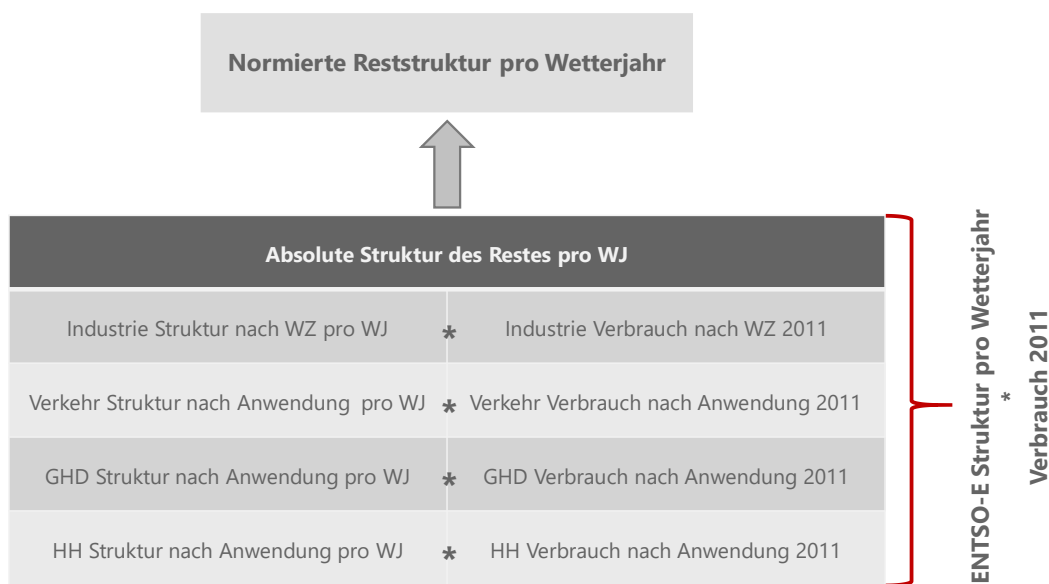 Normierte Reststruktur pro Wetterjahr
Absolute Struktur des Restes pro WJ
Industrie Struktur nach WZ pro WJ * Industrie Verbrauch nach WZ 2011
Verkehr Struktur nach Anwendung pro WJ * Verkehr Verbrauch nach Anwendung 2011
GHD Struktur nach Anwendung pro WJ * GHD Verbrauch nach Anwendung 2011
HH Struktur nach Anwendung pro WJ * HH Verbrauch nach Anwendung 2011
ENTSO-E Struktur pro Wetterjahr
*
Verbrauch 2011